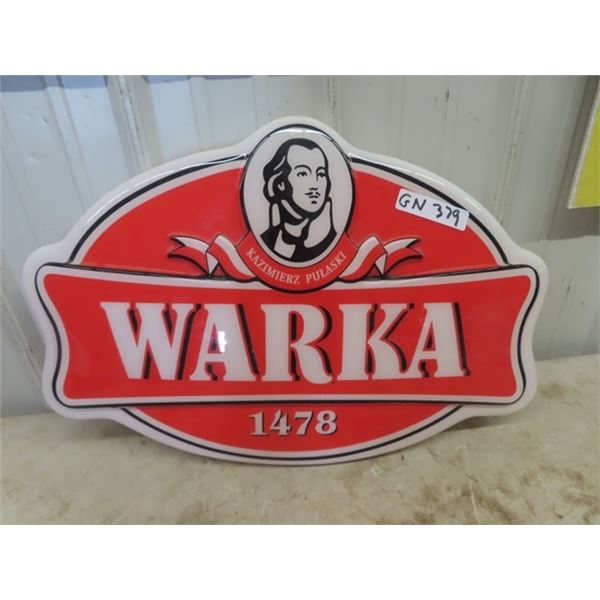 GN 379
KAZIMIERZ PUŁASKI
WARKA
1478